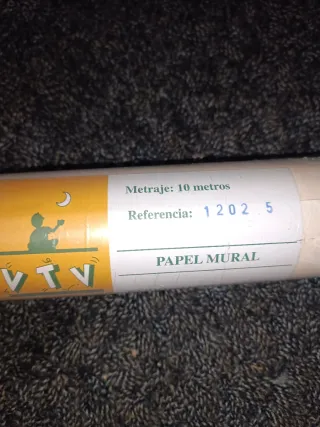 Metraje: 10 metros
Referencia: 1202 5
PAPEL MURAL
VTV